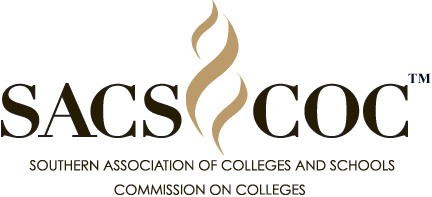 SACS COC™
SOUTHERN ASSOCIATION OF COLLEGES AND SCHOOLS
COMMISSION ON COLLEGES